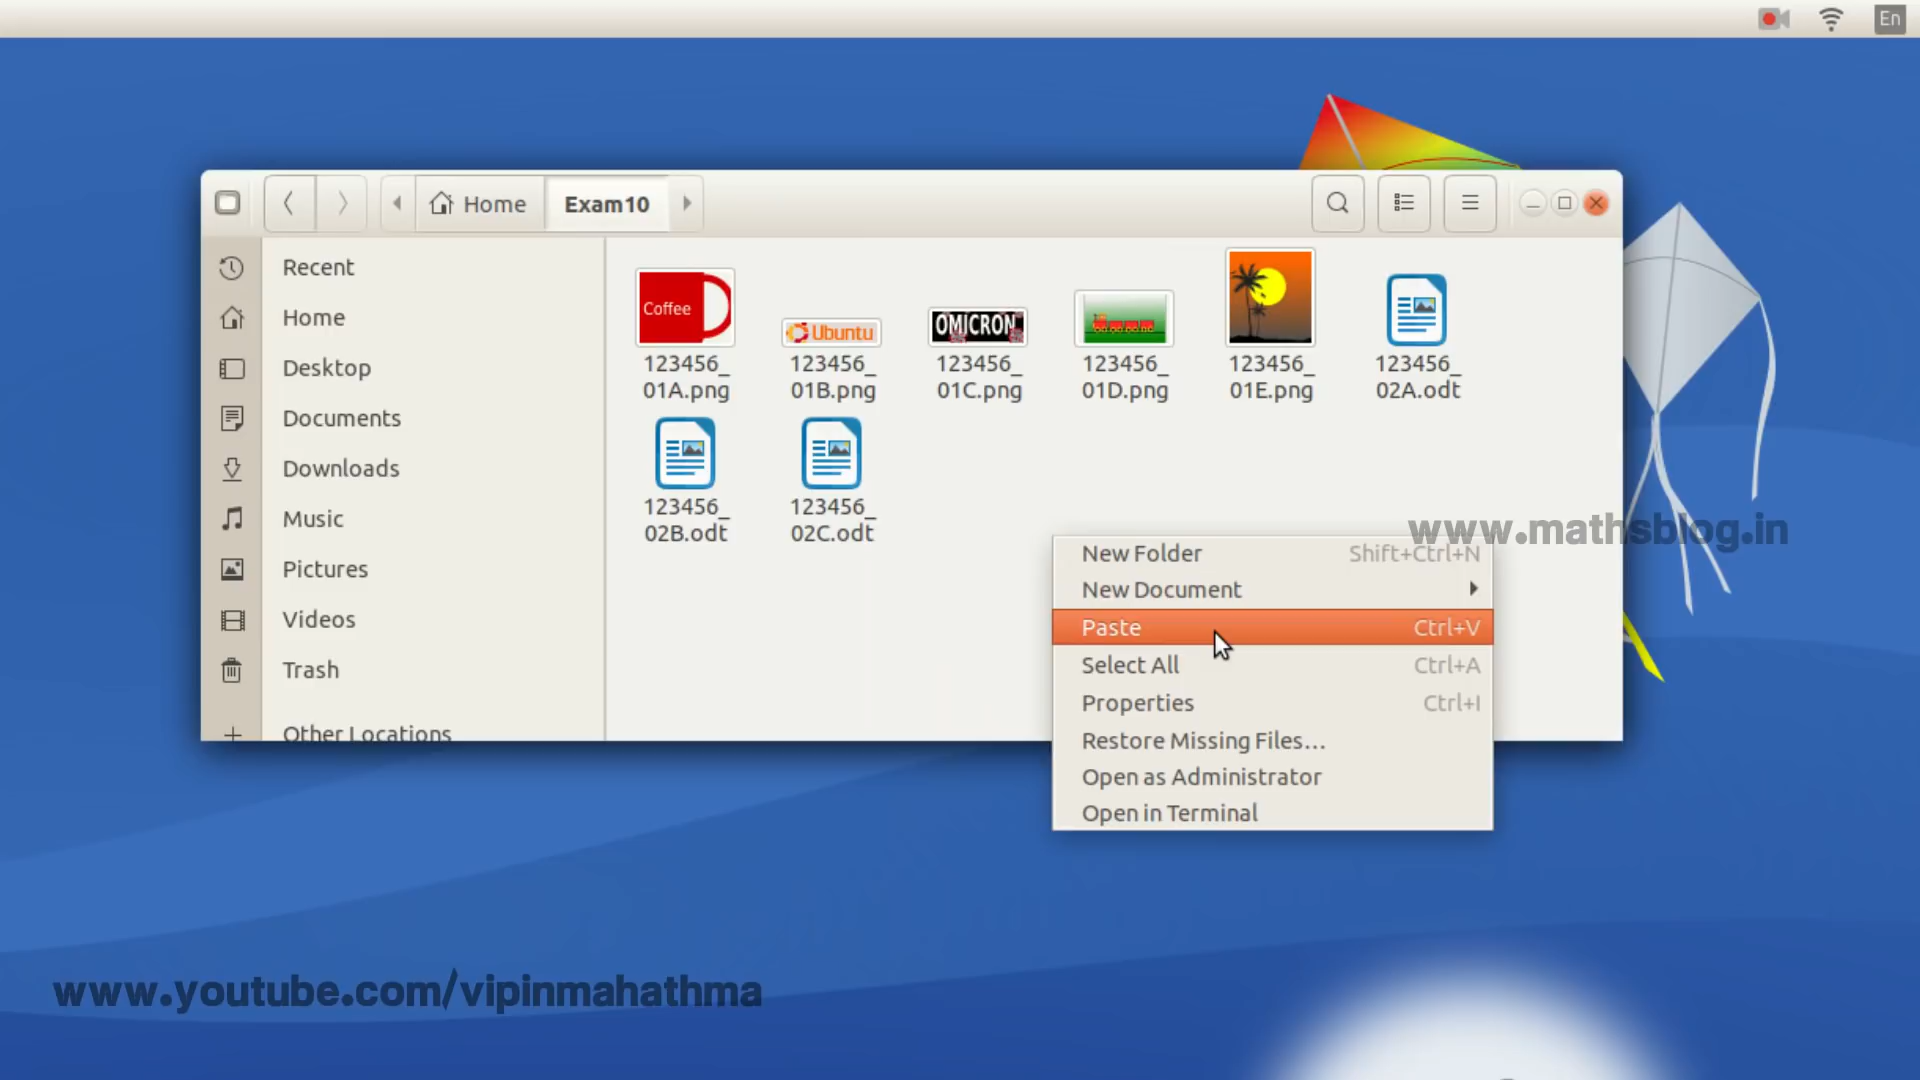 En
Home
Exam10
Recent
Home
Desktop
Documents
Downloads
Music
Pictures
Videos
Trash
Other Locations
Coffee
Ubuntu
OMICRON
123456_
01A.png
123456_
01B.png
123456_
01C.png
123456_
01D.png
123456_
01E.png
123456_
02A.odt
123456_
02B.odt
123456_
02C.odt
New Folder Shift+Ctrl+N
New Document
Paste Ctrl+V
Select All Ctrl+A
Properties Ctrl+I
Restore Missing Files...
Open as Administrator
Open in Terminal
www.mathsblog.in
www.youtube.com/vipinmahathma